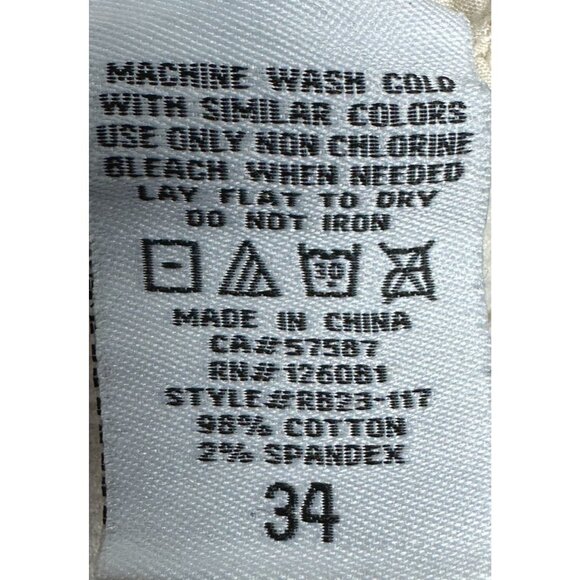 MACHINE WASH COLD
WITH SIMILAR COLORS
USE ONLY NON CHLORINE
BLEACH WHEN NEEDED
LAY FLAT TO DRY
DO NOT IRON
30
MADE IN CHINA
CA#57587
RN#126081
STYLE#RB23-117
98% COTTON
2% SPANDEX
34